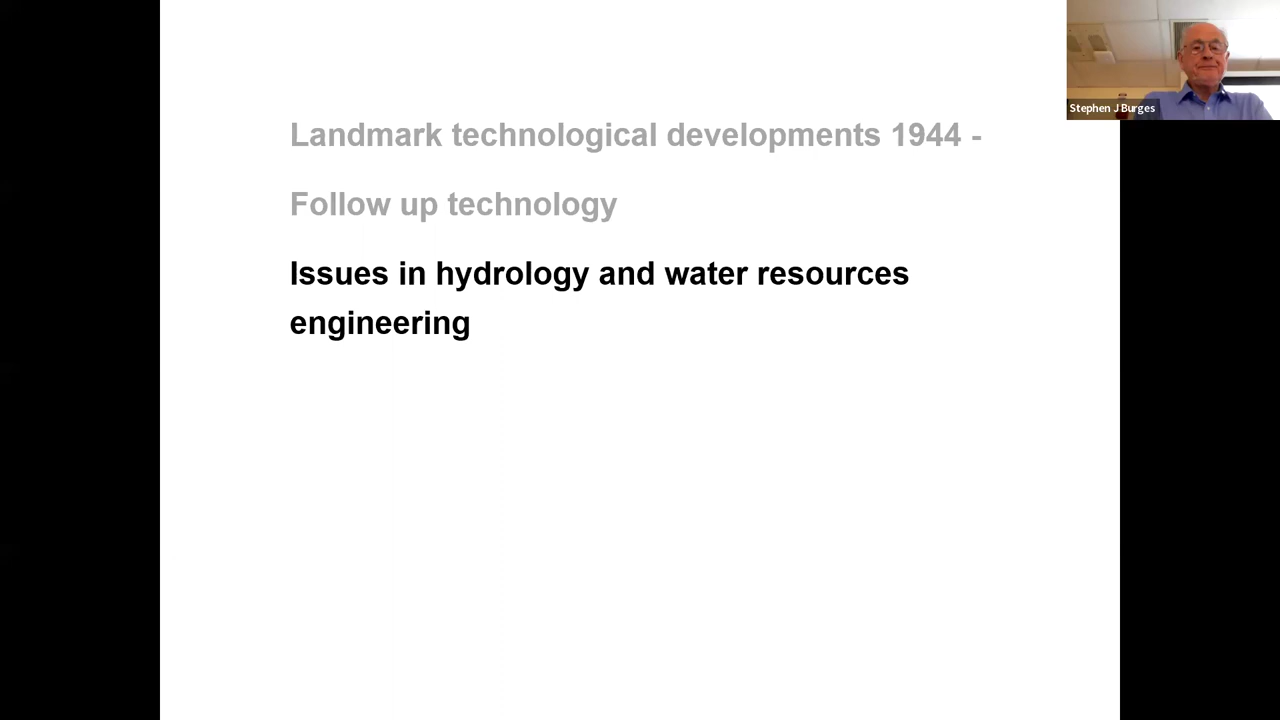 Stephen J Burges
Landmark technological developments 1944 -
Follow up technology
Issues in hydrology and water resources
engineering